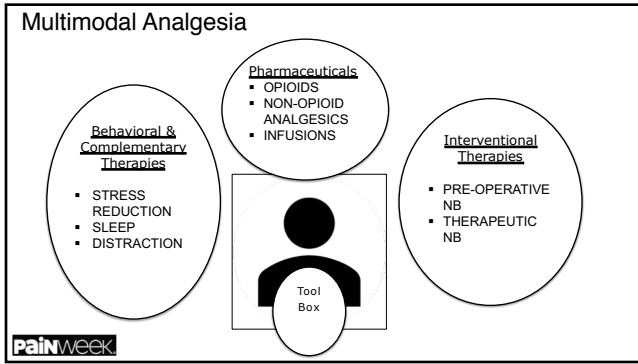 Multimodal Analgesia
Behavioral &
Complementary
Therapies
▪ STRESS
REDUCTION
▪ SLEEP
▪ DISTRACTION
Pharmaceuticals
▪ OPIOIDS
▪ NON-OPIOID
ANALGESICS
▪ INFUSIONS
Interventional
Therapies
▪ PRE-OPERATIVE
NB
▪ THERAPEUTIC
NB
Tool
Box
PaiNWEEK.